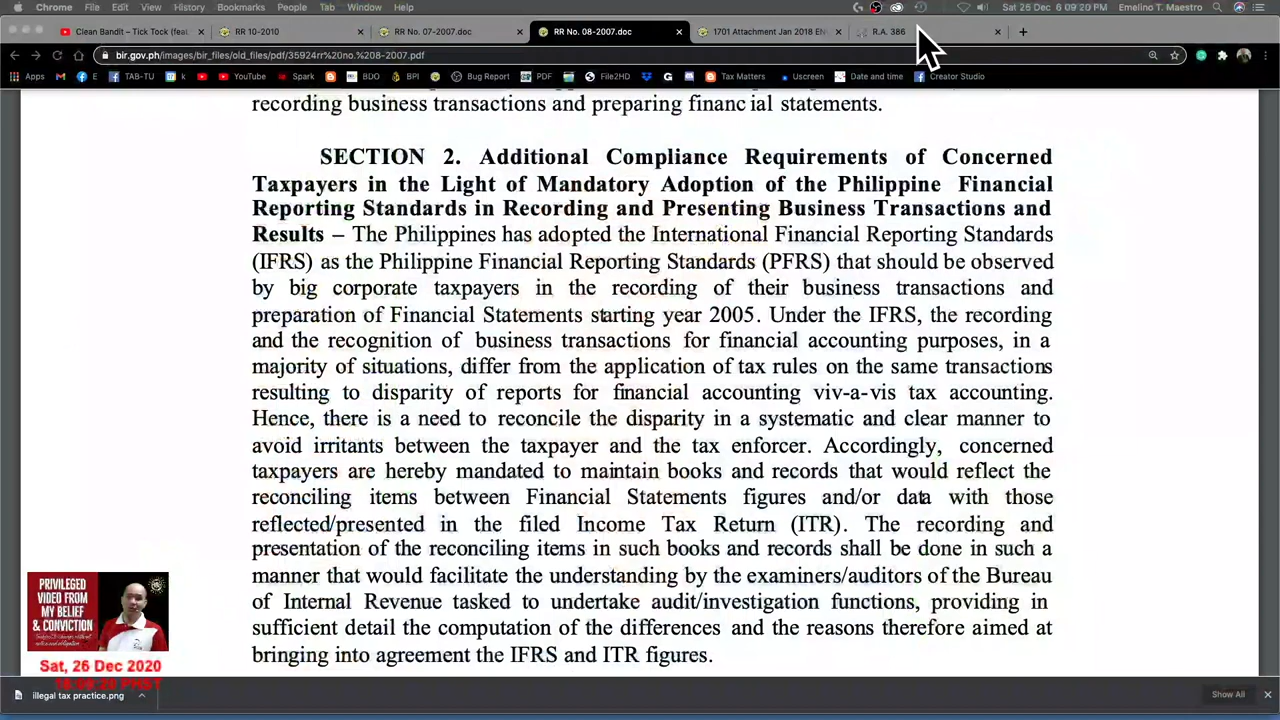 Chrome File Edit View History Bookmarks People Tab Window Help Sat 26 Dec 6:09:20 PM Emelino T. Maestro
Clean Bandit – Tick Tock (feat. × RR 10-2010 × RR No. 07-2007.doc × RR No. 08-2007.doc × 1701 Attachment Jan 2018 EN × R.A. 386 × +
bir.gov.ph/images/bir_files/old_files/pdf/35924rr%20no.%208-2007.pdf
Apps TAB-TU YouTube Spark BDO BPI Bug Report PDF File2HD Tax Matters Uscreen Date and time Creator Studio
recording business transactions and preparing financial statements.
SECTION 2. Additional Compliance Requirements of Concerned
Taxpayers in the Light of Mandatory Adoption of the Philippine Financial
Reporting Standards in Recording and Presenting Business Transactions and
Results – The Philippines has adopted the International Financial Reporting Standards
(IFRS) as the Philippine Financial Reporting Standards (PFRS) that should be observed
by big corporate taxpayers in the recording of their business transactions and
preparation of Financial Statements starting year 2005. Under the IFRS, the recording
and the recognition of business transactions for financial accounting purposes, in a
majority of situations, differ from the application of tax rules on the same transactions
resulting to disparity of reports for financial accounting viv-a-vis tax accounting.
Hence, there is a need to reconcile the disparity in a systematic and clear manner to
avoid irritants between the taxpayer and the tax enforcer. Accordingly, concerned
taxpayers are hereby mandated to maintain books and records that would reflect the
reconciling items between Financial Statements figures and/or data with those
reflected/presented in the filed Income Tax Return (ITR). The recording and
presentation of the reconciling items in such books and records shall be done in such a
manner that would facilitate the understanding by the examiners/auditors of the Bureau
of Internal Revenue tasked to undertake audit/investigation functions, providing in
sufficient detail the computation of the differences and the reasons therefore aimed at
bringing into agreement the IFRS and ITR figures.
PRIVILEGED
VIDEO FROM
MY BELIEF
& CONVICTION
Sat, 26 Dec 2020
illegal tax practice.png
Show All